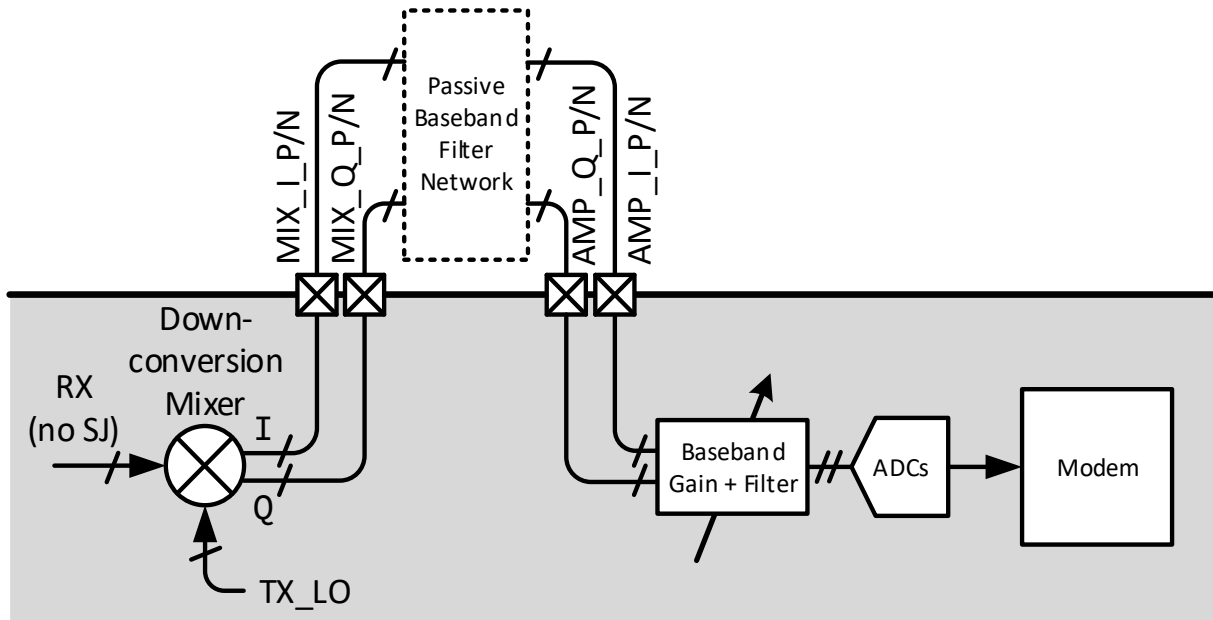 Passive
Baseband
Filter
Network
MIX_I_P/N
MIX_Q_P/N
AMP_Q_P/N
AMP_I_P/N
Down-
conversion
Mixer
RX
(no SJ)
I
Q
TX_LO
Baseband
Gain + Filter
ADCs
Modem